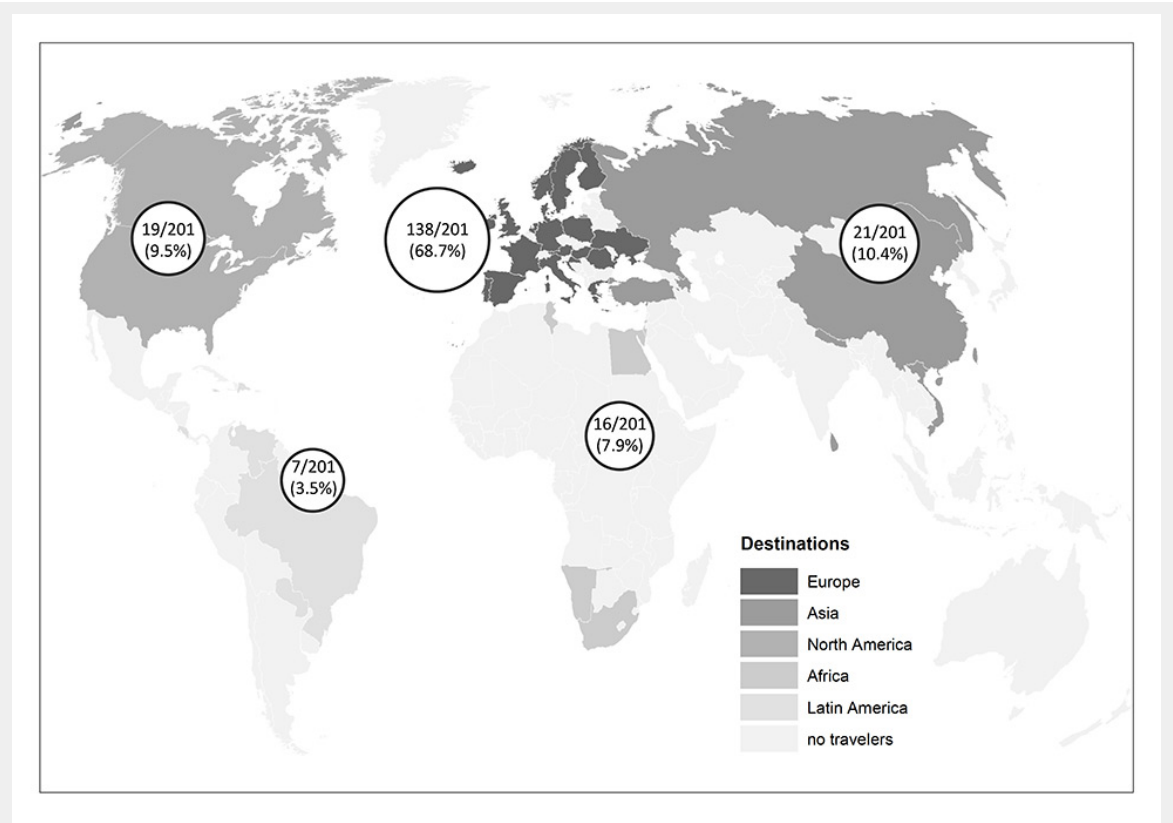 19/201
(9.5%)
138/201
(68.7%)
21/201
(10.4%)
16/201
(7.9%)
7/201
(3.5%)
Destinations
Europe
Asia
North America
Africa
Latin America
no travelers